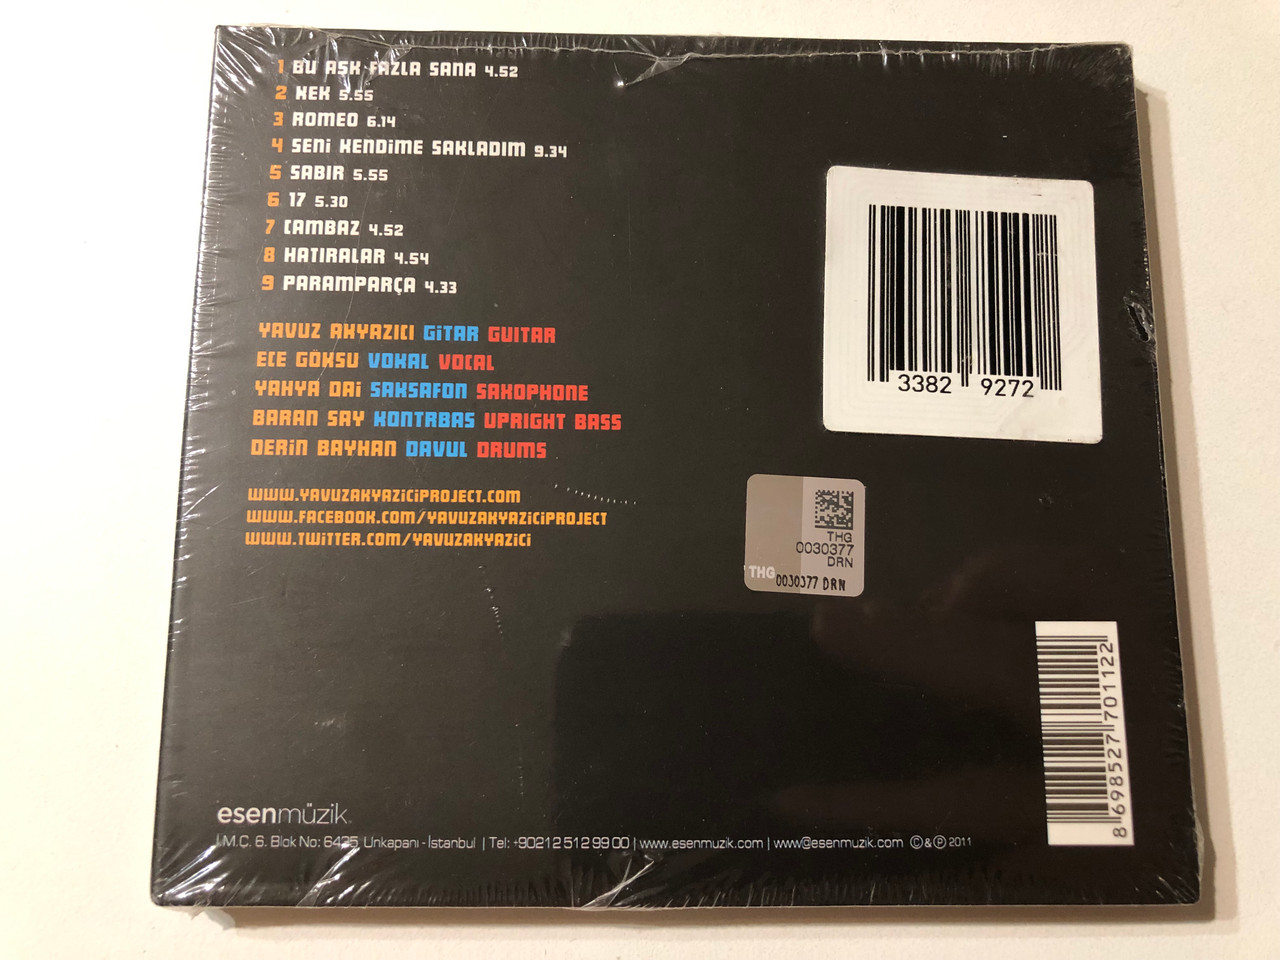 1 BU AŞK FAZLA SANA 4.52
2 KEK 5.55
3 ROMEO 6.14
4 SENİ KENDİME SAKLADIM 9.34
5 SABIR 5.55
6 17 5.30
7 CAMBAZ 4.52
8 HATIRALAR 4.54
9 PARAMPARÇA 4.33
YAVUZ AKYAZICI GİTAR GUITAR
ECE GÖKSU VOKAL VOCAL
YAHYA DAİ SAKSAFON SAXOPHONE
BARAN SAY KONTRBAS UPRIGHT BASS
DERİN BAYHAN DAVUL DRUMS
WWW.YAVUZAKYAZICIPROJECT.COM
WWW.FACEBOOK.COM/YAVUZAKYAZICIPROJECT
WWW.TWITTER.COM/YAVUZAKYAZICI
3382 9272
THG
0030377
DRN
THG 0030377 DRN
8 698527 701122
esenmüzik.
İ.M.Ç. 6. Blok No: 6425 Unkapanı - İstanbul | Tel: +90212 512 99 00 | www.esenmuzik.com | www@esenmuzik.com © & ℗ 2011